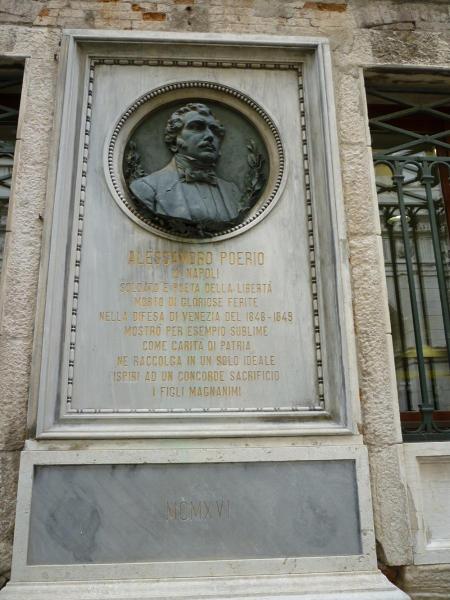 ALESSANDRO POERIO
DI NAPOLI
SOLDATO E POETA DELLA LIBERTÀ
MORTO DI GLORIOSE FERITE
NELLA DIFESA DI VENEZIA DEL 1848-1849
MOSTRÒ PER ESEMPIO SUBLIME
COME CARITÀ DI PATRIA
NE RACCOLGA IN UN SOLO IDEALE
ISPIRI AD UN CONCORDE SACRIFICIO
I FIGLI MAGNANIMI
MCMXVI